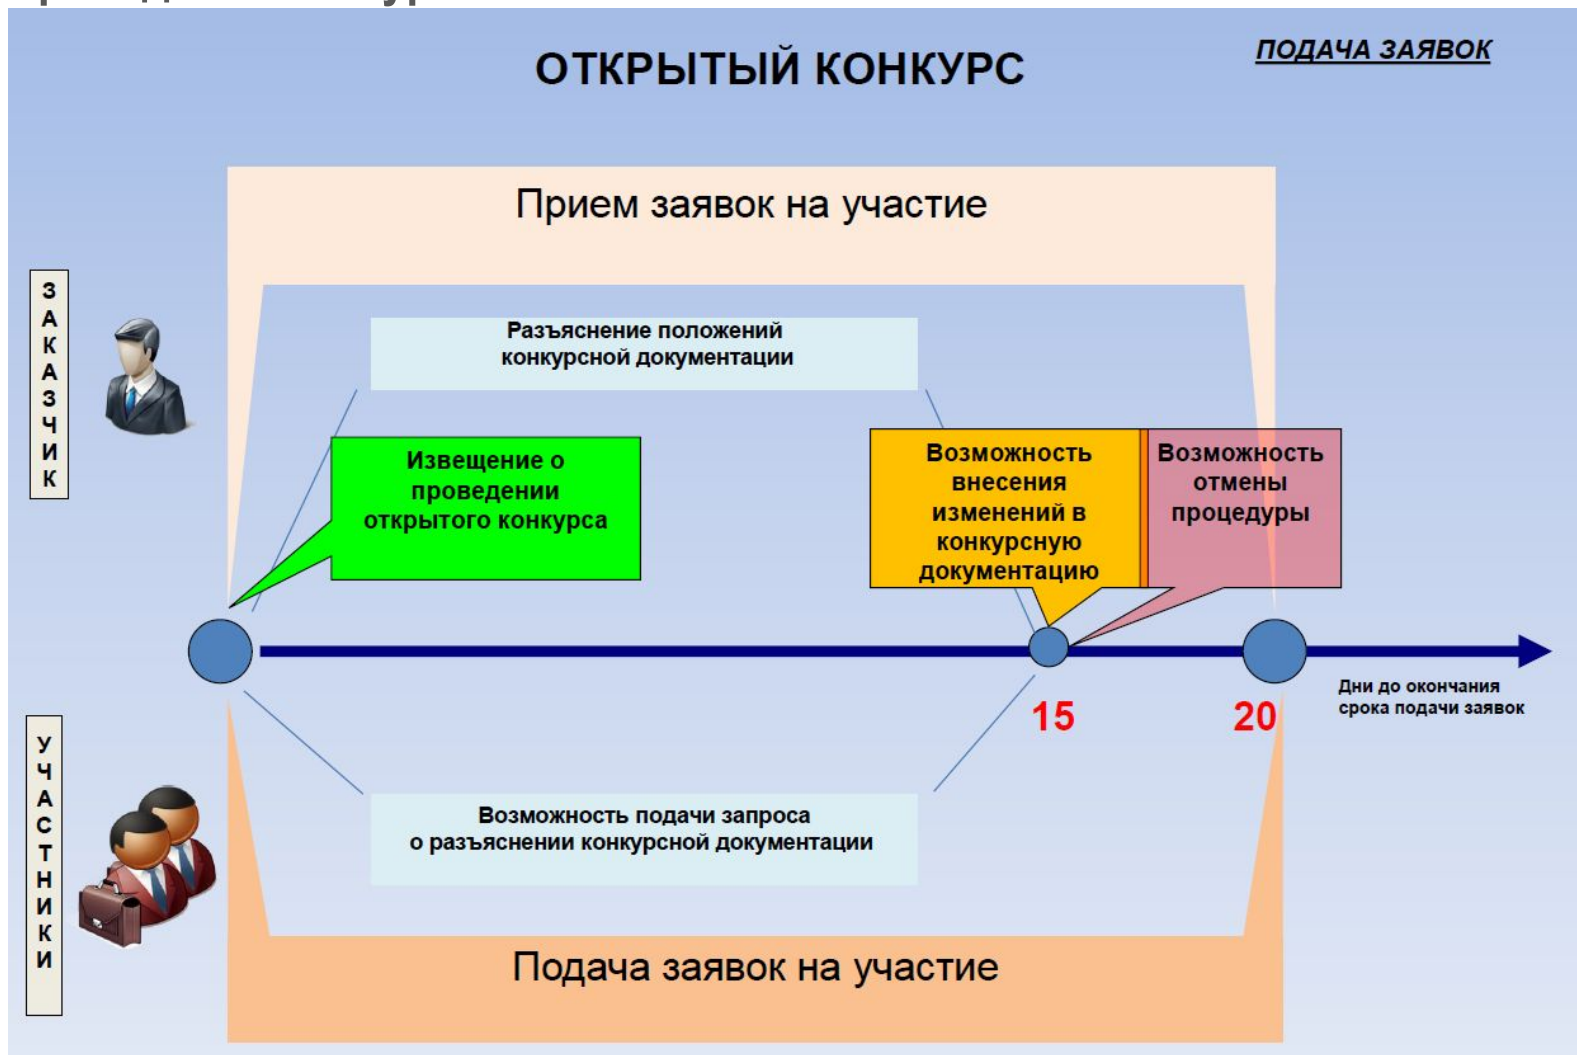 ОТКРЫТЫЙ КОНКУРС
ПОДАЧА ЗАЯВОК
Прием заявок на участие
ЗАКАЗЧИК
Разъяснение положений
конкурсной документации
Извещение о
проведении
открытого конкурса
Возможность
внесения
изменений в
конкурсную
документацию
Возможность
отмены
процедуры
15
20
Дни до окончания
срока подачи заявок
УЧАСТНИКИ
Возможность подачи запроса
о разъяснении конкурсной документации
Подача заявок на участие